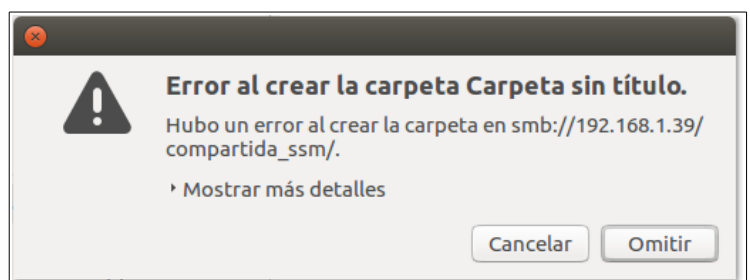 Error al crear la carpeta Carpeta sin título.
Hubo un error al crear la carpeta en smb://192.168.1.39/
compartida_ssm/.
Mostrar más detalles
Cancelar
Omitir